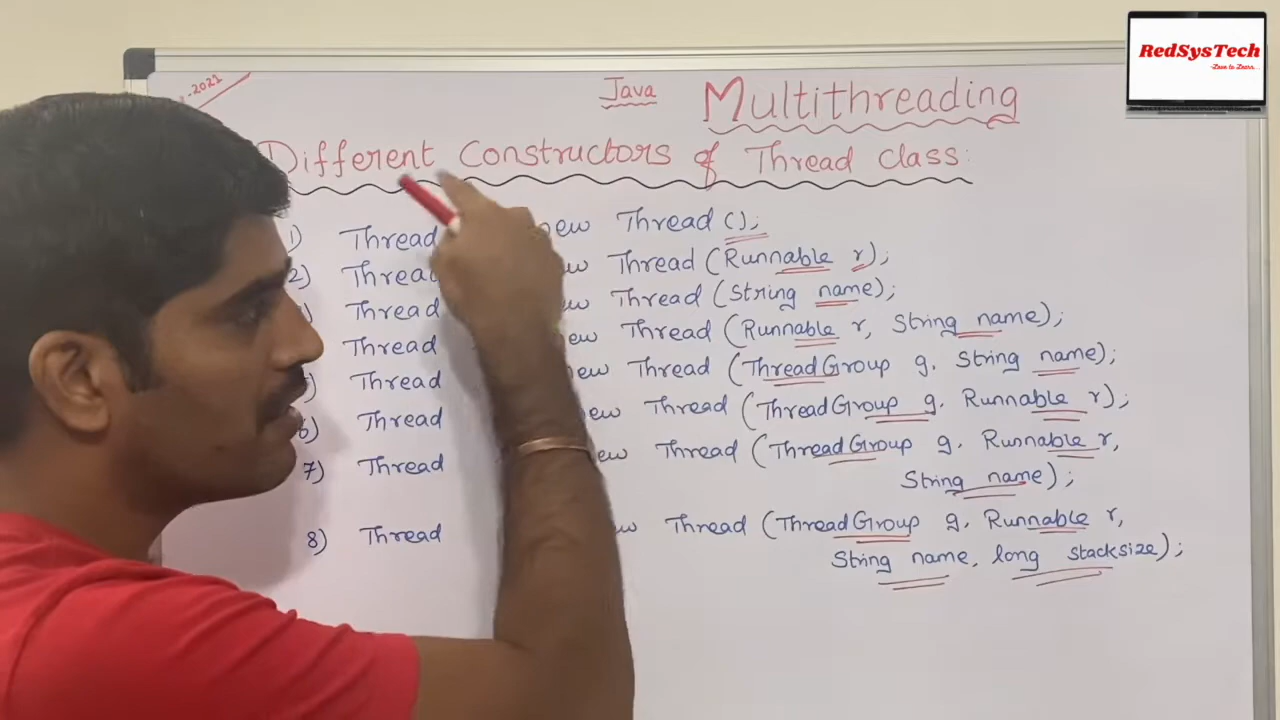 RedSysTech
-2021
Java Multithreading
Different Constructors of Thread class:
1) Thread new Thread ();
2) Thread Thread (Runnable r);
Thread Thread (String name);
Thread Thread (Runnable r, String name);
Thread Thread (ThreadGroup g, String name);
Thread Thread (ThreadGroup g, Runnable r);
7) Thread Thread (ThreadGroup g, Runnable r,
String name);
8) Thread Thread (ThreadGroup g, Runnable r,
String name, long stacksize);